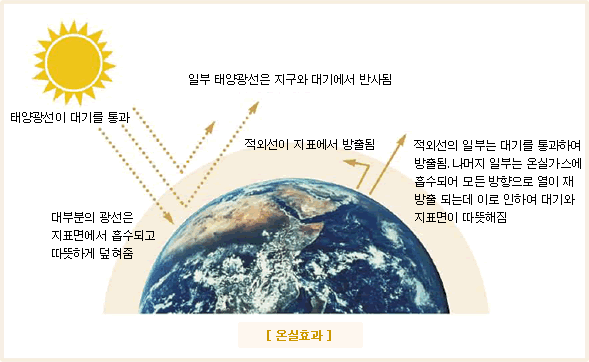 일부 태양광선은 지구와 대기에서 반사됨
태양광선이 대기를 통과
적외선이 지표에서 방출됨
적외선의 일부는 대기를 통과하여
방출됨. 나머지 일부는 온실가스에
흡수되어 모든 방향으로 열이 재
방출 되는데 이로 인하여 대기와
지표면이 따뜻해짐
대부분의 광선은
지표면에서 흡수되고
따뜻하게 덮혀줌
[ 온실효과 ]